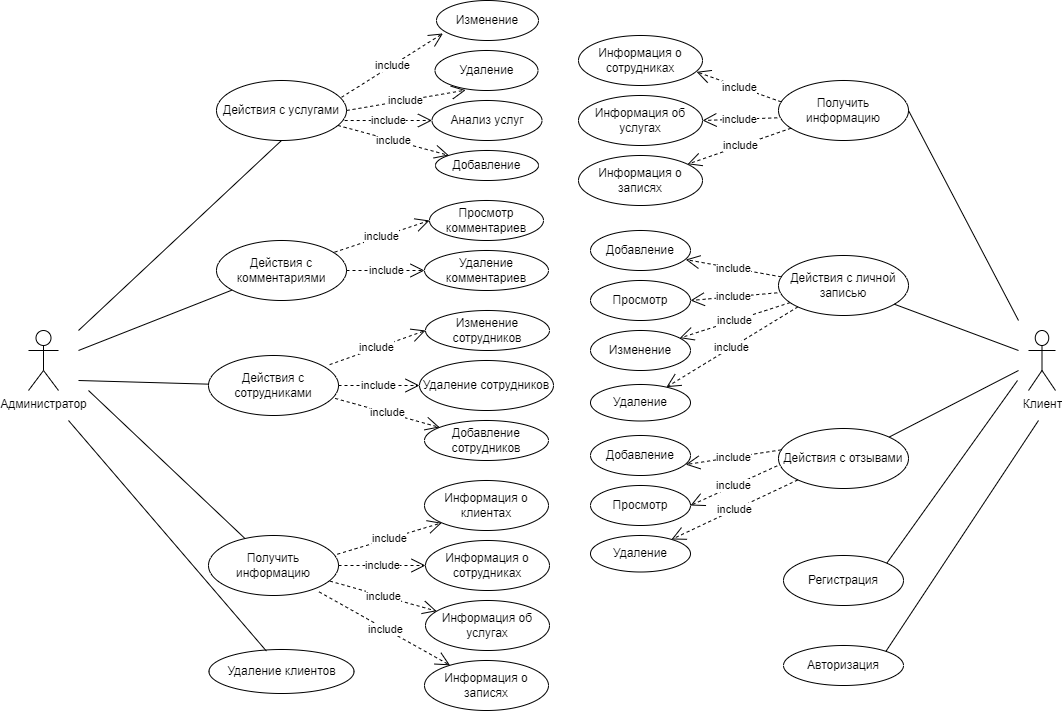 Изменение
include
Удаление
include
Действия с услугами
include
Анализ услуг
include
Добавление
Просмотр
комментариев
include
Действия с
комментариями
include
Удаление
комментариев
Изменение
сотрудников
include
Действия с
сотрудниками
include
Удаление сотрудников
include
Добавление
сотрудников
Администратор
Информация о
клиентах
include
Получить
информацию
include
Информация о
сотрудниках
include
Информация об
услугах
include
Удаление клиентов
Информация о
записях
Информация о
сотрудниках
include
Получить
информацию
Информация об
услугах
include
include
Информация о
записях
Добавление
include
Действия с личной
записью
Просмотр
include
include
Изменение
include
Удаление
Клиент
Добавление
include
Действия с отзывами
include
Просмотр
include
Удаление
Регистрация
Авторизация